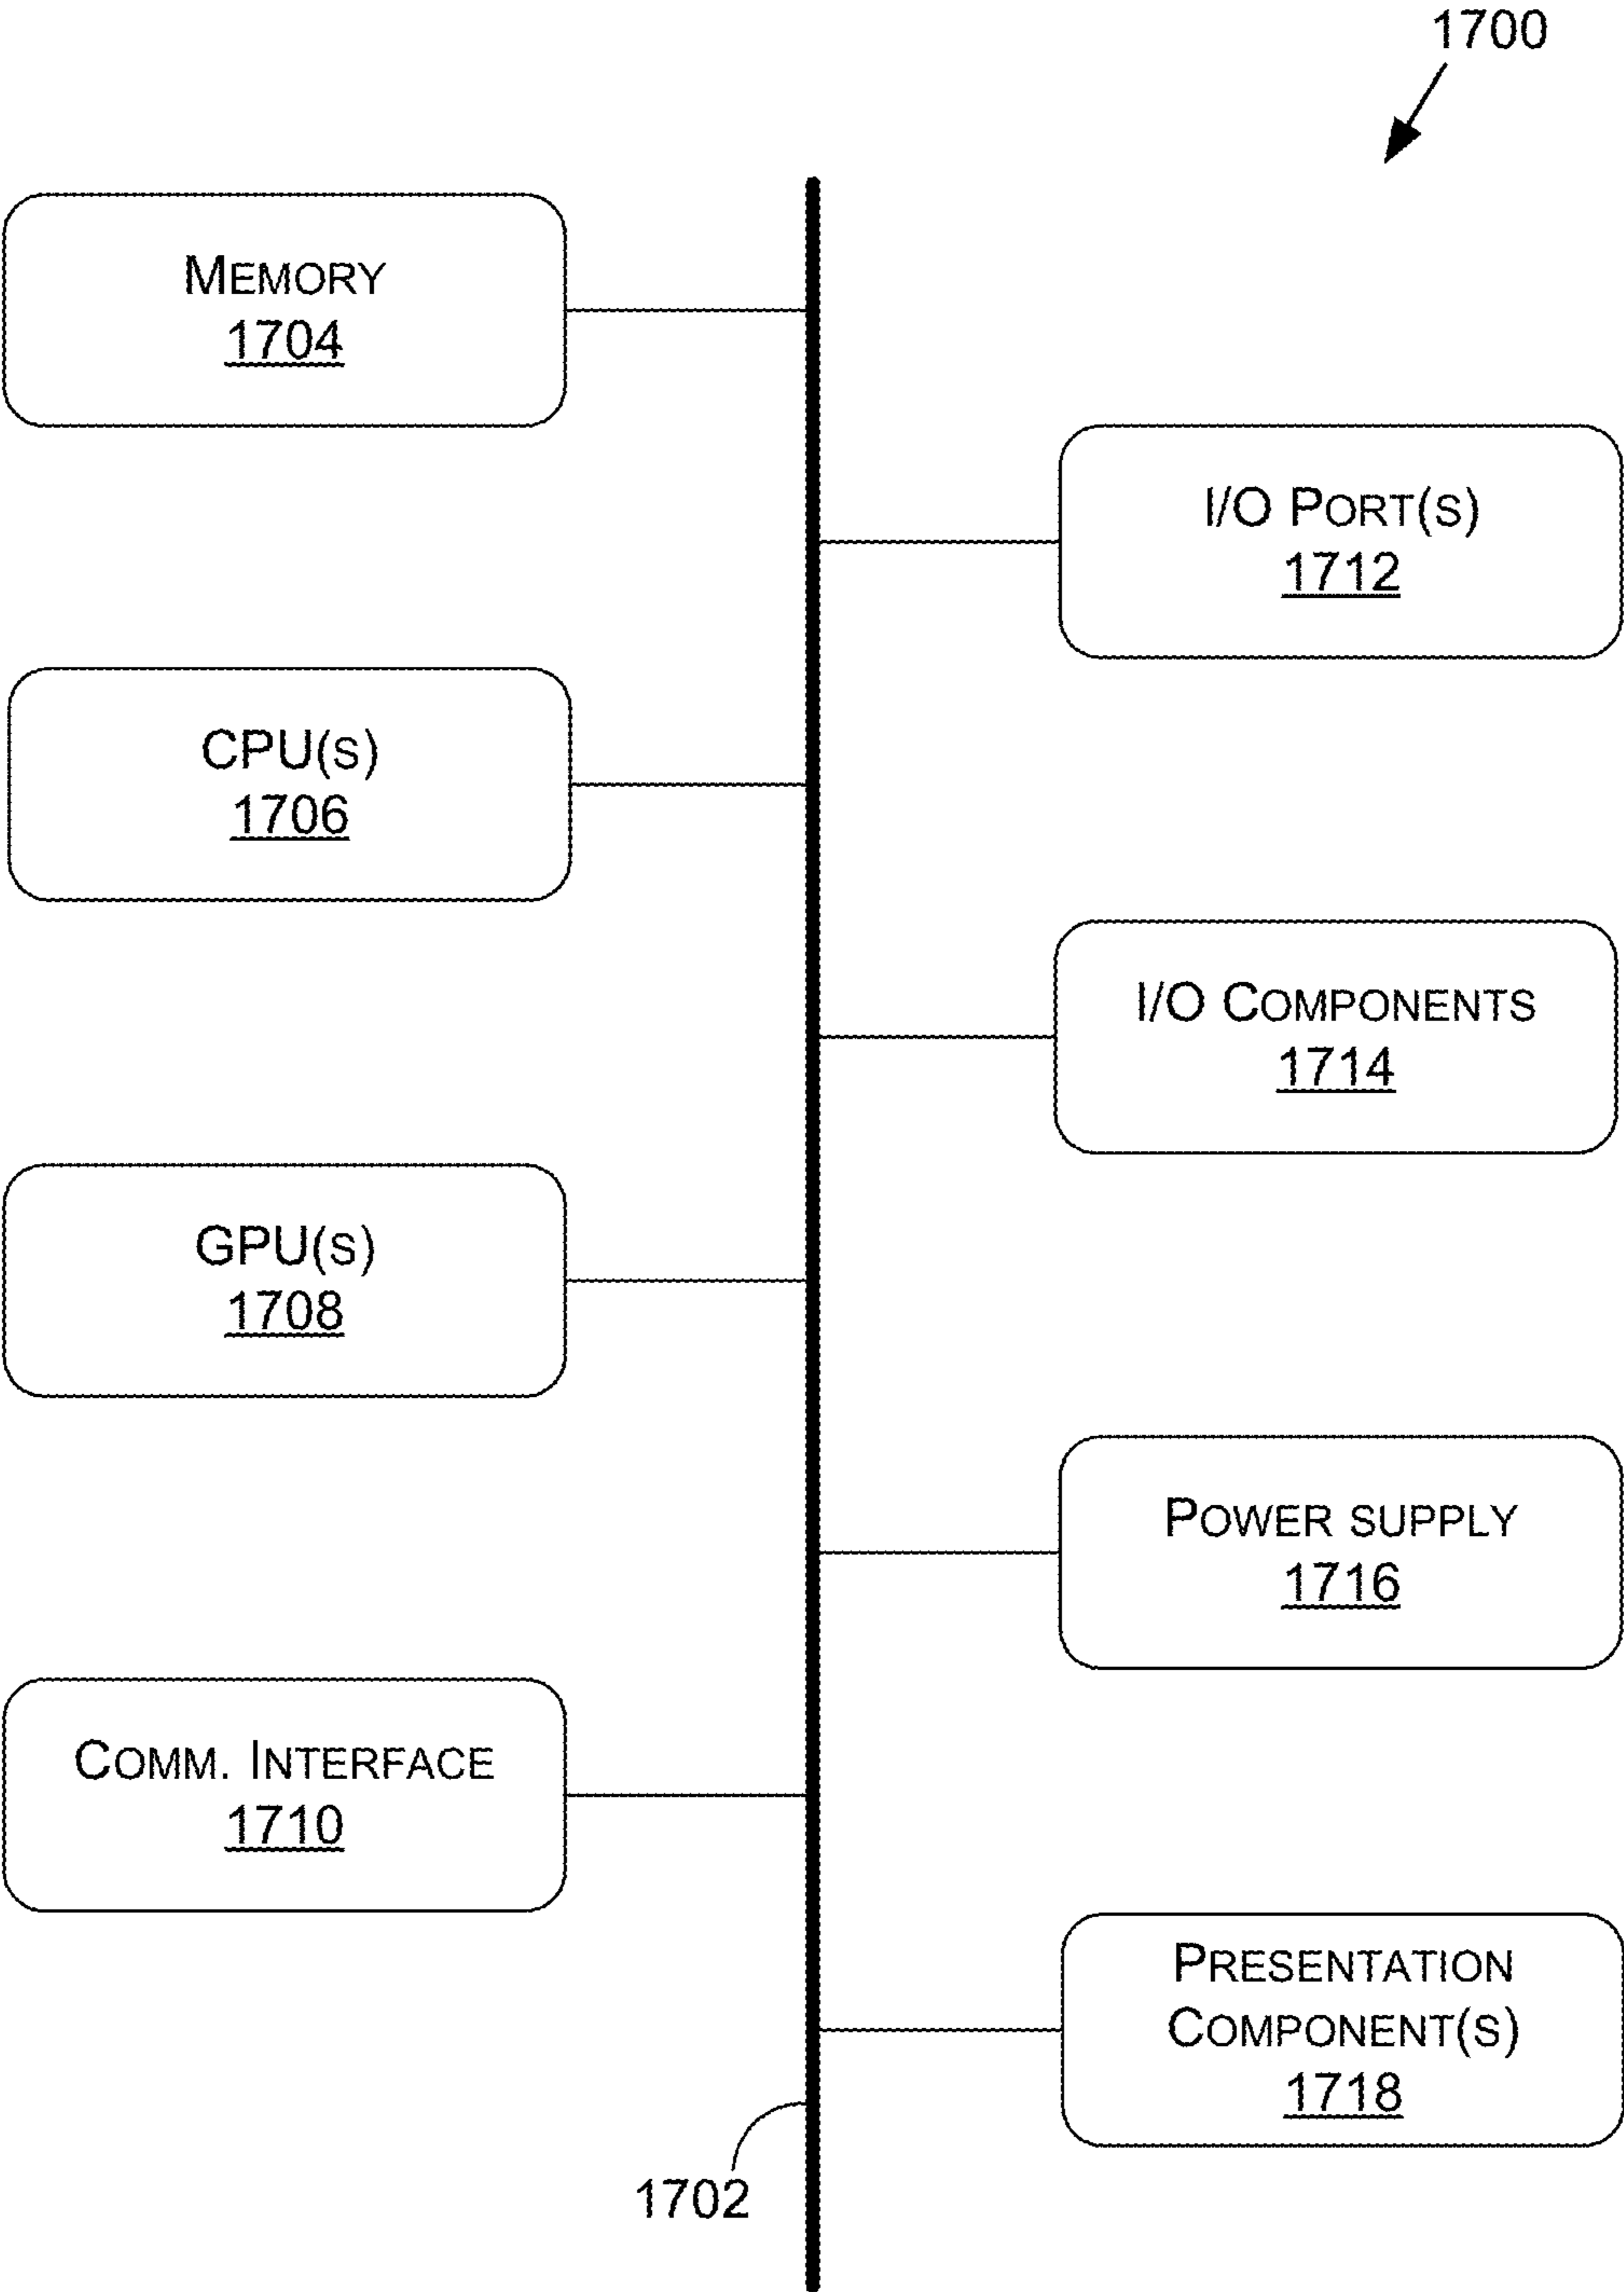 1700
MEMORY
1704
I/O PORT(S)
1712
CPU(S)
1706
I/O COMPONENTS
1714
GPU(S)
1708
POWER SUPPLY
1716
COMM. INTERFACE
1710
PRESENTATION
COMPONENT(S)
1718
1702